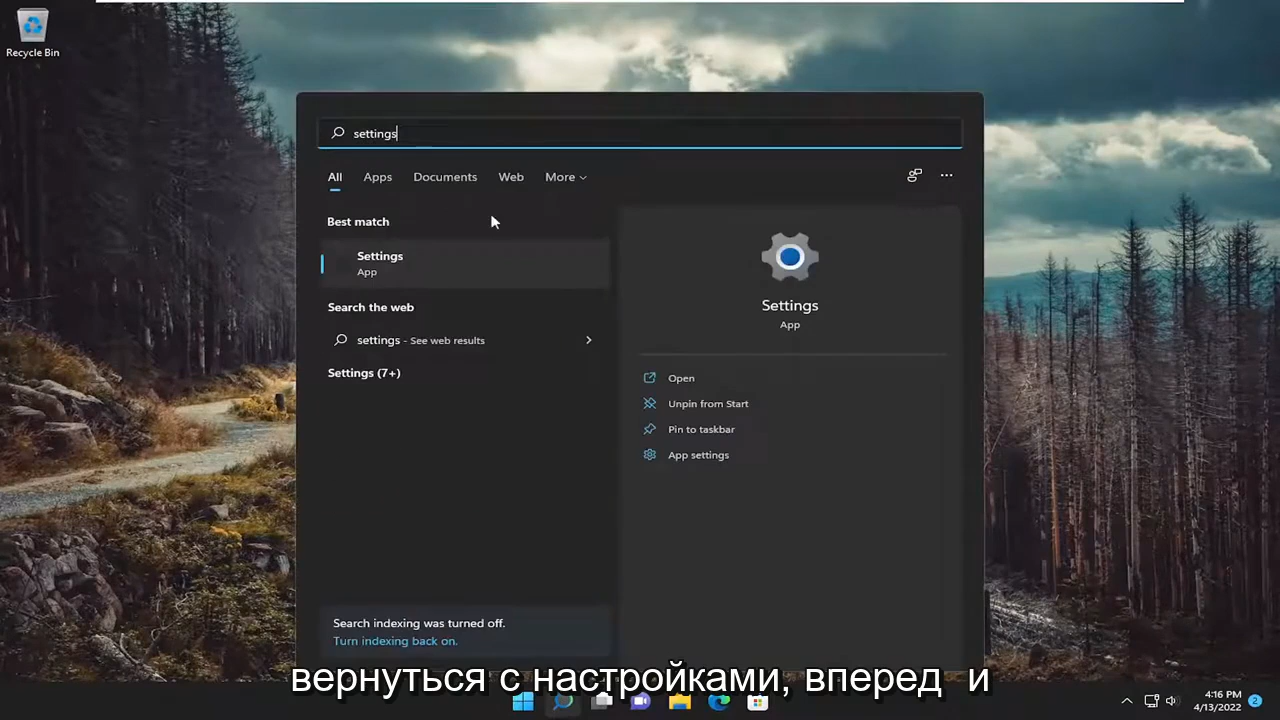 Recycle Bin
settings
All Apps Documents Web More
Best match
Settings
App
Search the web
settings - See web results
Settings (7+)
Settings
App
Open
Unpin from Start
Pin to taskbar
App settings
Search indexing was turned off.
Turn indexing back on.
вернуться с настройками, вперед и
4:16 PM
4/13/2022
2